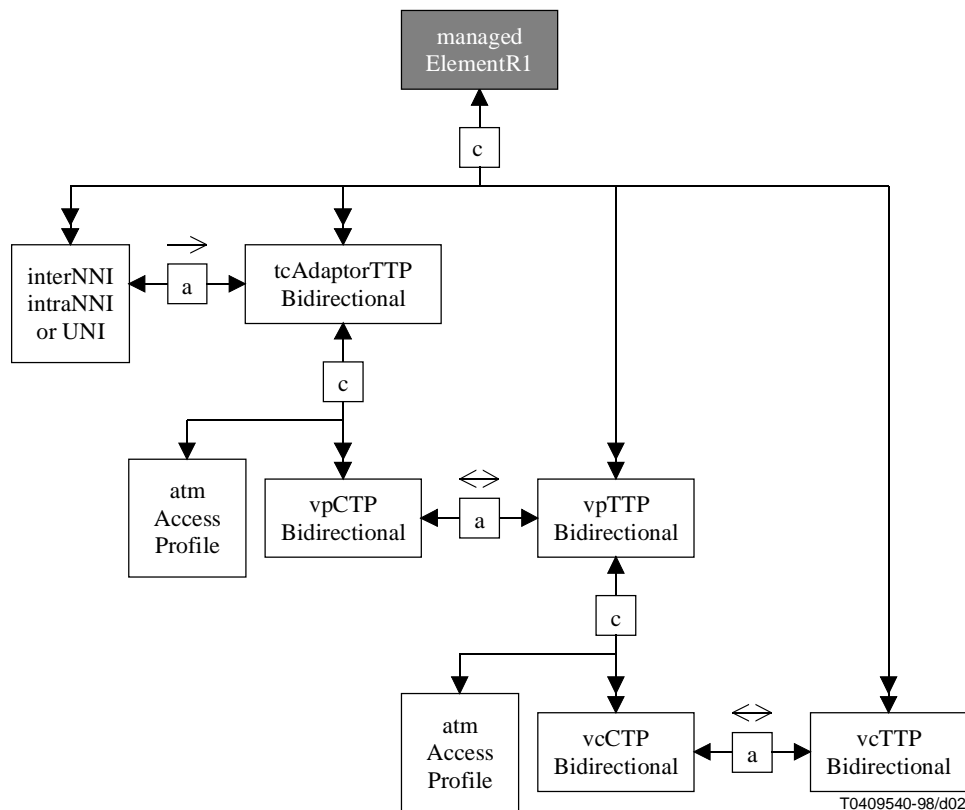 managed
ElementR1
c
interNNI
intraNNI
or UNI
a
tcAdaptorTTP
Bidirectional
c
atm
Access
Profile
vpCTP
Bidirectional
a
vpTTP
Bidirectional
c
atm
Access
Profile
vcCTP
Bidirectional
a
vcTTP
Bidirectional
T0409540-98/d02